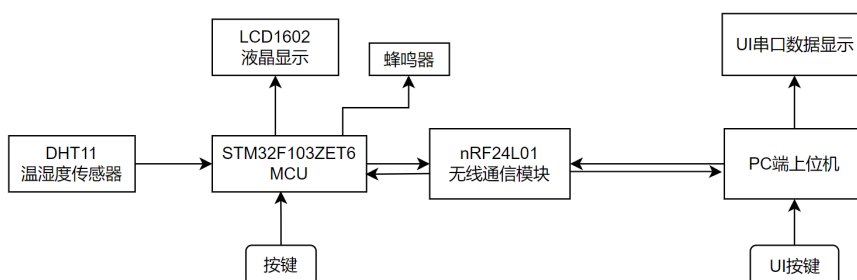 LCD1602
液晶显示
蜂鸣器
UI串口数据显示
DHT11
温湿度传感器
STM32F103ZET6
MCU
nRF24L01
无线通信模块
PC端上位机
按键
UI按键